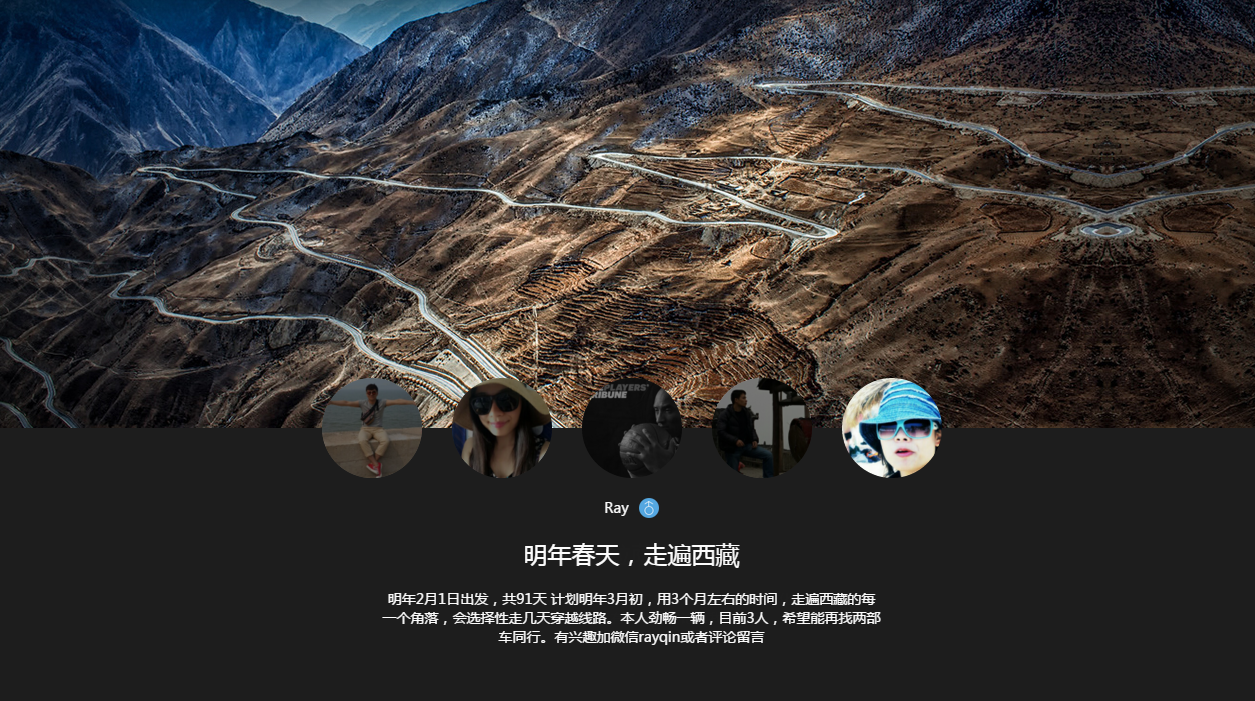 PLAYERS'
TRIBUNE
Ray
明年春天，走遍西藏
明年2月1日出发，共91天 计划明年3月初，用3个月左右的时间，走遍西藏的每
一个角落，会选择性走几天穿越线路。本人劲畅一辆，目前3人，希望能再找两部
车同行。有兴趣加微信rayqin或者评论留言